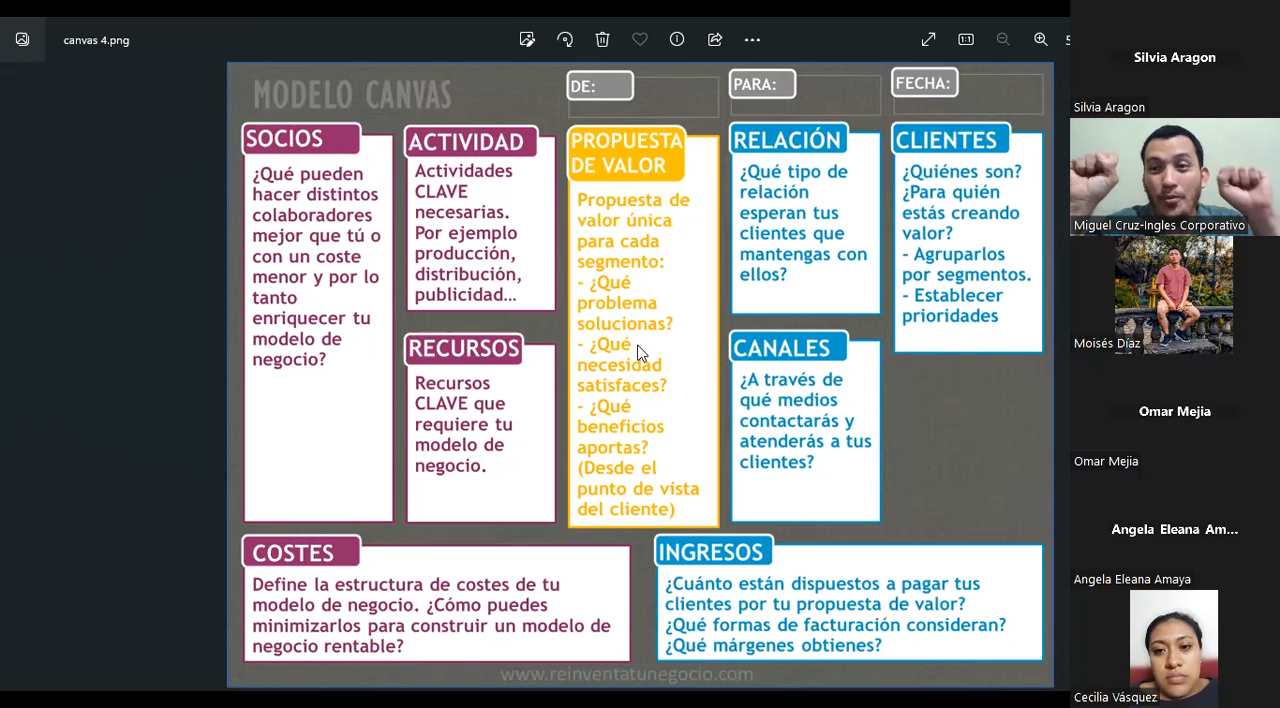 canvas 4.png
1:1
5
MODELO CANVAS
DE:
PARA:
FECHA:
SOCIOS
¿Qué pueden
hacer distintos
colaboradores
mejor que tú o
con un coste
menor y por lo
tanto
enriquecer tu
modelo de
negocio?
ACTIVIDAD
Actividades
CLAVE
necesarias.
Por ejemplo
producción,
distribución,
publicidad...
RECURSOS
Recursos
CLAVE que
requiere tu
modelo de
negocio.
PROPUESTA
DE VALOR
Propuesta de
valor única
para cada
segmento:
- ¿Qué
problema
solucionas?
- ¿Qué
necesidad
satisfaces?
- ¿Qué
beneficios
aportas?
(Desde el
punto de vista
del cliente)
RELACIÓN
¿Qué tipo de
relación
esperan tus
clientes que
mantengas con
ellos?
CANALES
¿A través de
qué medios
contactarás y
atenderás a tus
clientes?
CLIENTES
¿Quiénes son?
¿Para quién
estás creando
valor?
- Agruparlos
por segmentos.
- Establecer
prioridades
COSTES
Define la estructura de costes de tu
modelo de negocio. ¿Cómo puedes
minimizarlos para construir un modelo de
negocio rentable?
INGRESOS
¿Cuánto están dispuestos a pagar tus
clientes por tu propuesta de valor?
¿Qué formas de facturación consideran?
¿Qué márgenes obtienes?
www.reinventatunegocio.com
Silvia Aragon
Silvia Aragon
Miguel Cruz-Ingles Corporativo
Moisés Díaz
Omar Mejia
Omar Mejia
Angela Eleana Am...
Angela Eleana Amaya
Cecilia Vásquez